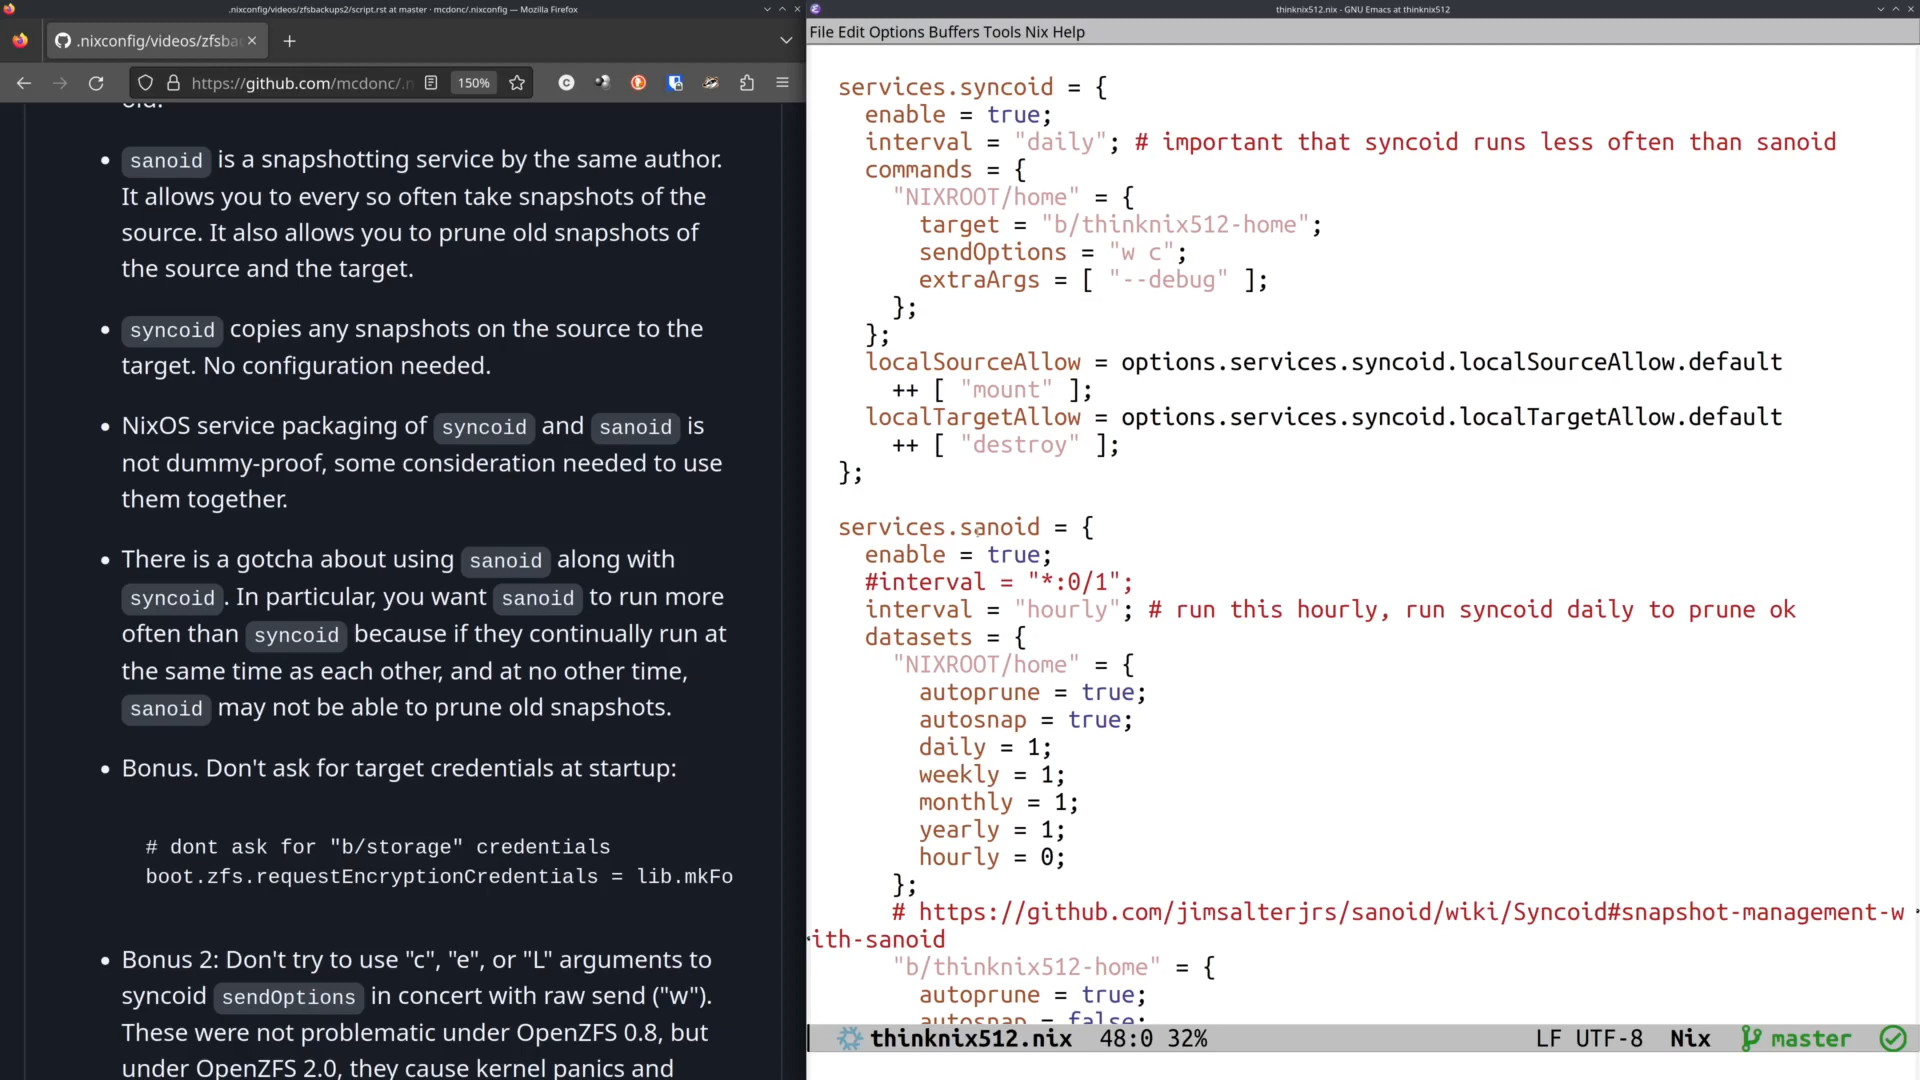 .nixconfig/videos/zfsbackups2/script.rst at master · mcdonc/.nixconfig — Mozilla Firefox
.nixconfig/videos/zfsba
https://github.com/mcdonc/.n
150%
old.
• sanoid is a snapshotting service by the same author.
It allows you to every so often take snapshots of the
source. It also allows you to prune old snapshots of
the source and the target.
• syncoid copies any snapshots on the source to the
target. No configuration needed.
• NixOS service packaging of syncoid and sanoid is
not dummy-proof, some consideration needed to use
them together.
• There is a gotcha about using sanoid along with
syncoid. In particular, you want sanoid to run more
often than syncoid because if they continually run at
the same time as each other, and at no other time,
sanoid may not be able to prune old snapshots.
• Bonus. Don't ask for target credentials at startup:
# dont ask for "b/storage" credentials
boot.zfs.requestEncryptionCredentials = lib.mkFo
• Bonus 2: Don't try to use "c", "e", or "L" arguments to
syncoid sendOptions in concert with raw send ("w").
These were not problematic under OpenZFS 0.8, but
under OpenZFS 2.0, they cause kernel panics and
thinknix512.nix - GNU Emacs at thinknix512
File Edit Options Buffers Tools Nix Help
services.syncoid = {
enable = true;
interval = "daily"; # important that syncoid runs less often than sanoid
commands = {
"NIXROOT/home" = {
target = "b/thinknix512-home";
sendOptions = "w c";
extraArgs = [ "--debug" ];
};
};
localSourceAllow = options.services.syncoid.localSourceAllow.default
++ [ "mount" ];
localTargetAllow = options.services.syncoid.localTargetAllow.default
++ [ "destroy" ];
};
services.sanoid = {
enable = true;
#interval = "*:0/1";
interval = "hourly"; # run this hourly, run syncoid daily to prune ok
datasets = {
"NIXROOT/home" = {
autoprune = true;
autosnap = true;
daily = 1;
weekly = 1;
monthly = 1;
yearly = 1;
hourly = 0;
};
# https://github.com/jimsalterjrs/sanoid/wiki/Syncoid#snapshot-management-w
ith-sanoid
"b/thinknix512-home" = {
autoprune = true;
autosnap = false;
thinknix512.nix 48:0 32% LF UTF-8 Nix master